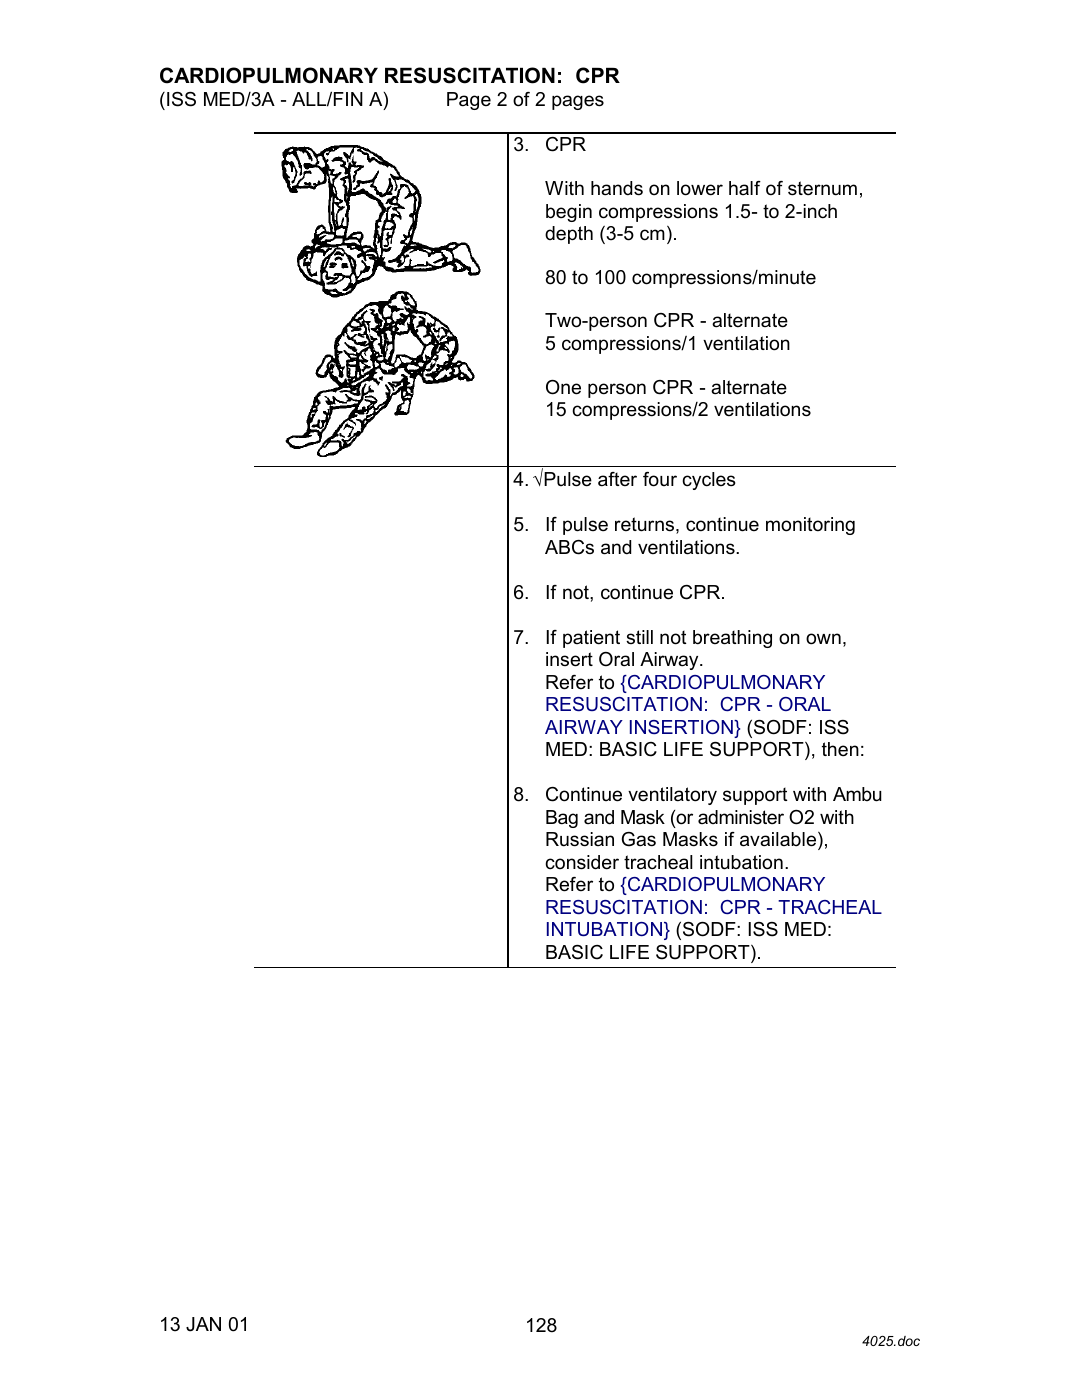 CARDIOPULMONARY RESUSCITATION:  CPR
(ISS MED/3A - ALL/FIN A)          Page 2 of 2 pages
3.   CPR
With hands on lower half of sternum,
begin compressions 1.5- to 2-inch
depth (3-5 cm).
80 to 100 compressions/minute
Two-person CPR - alternate
5 compressions/1 ventilation
One person CPR - alternate
15 compressions/2 ventilations
4. √Pulse after four cycles
5.   If pulse returns, continue monitoring
ABCs and ventilations.
6.   If not, continue CPR.
7.   If patient still not breathing on own,
insert Oral Airway.
Refer to {CARDIOPULMONARY
RESUSCITATION:  CPR - ORAL
AIRWAY INSERTION} (SODF: ISS
MED: BASIC LIFE SUPPORT), then:
8.   Continue ventilatory support with Ambu
Bag and Mask (or administer O2 with
Russian Gas Masks if available),
consider tracheal intubation.
Refer to {CARDIOPULMONARY
RESUSCITATION:  CPR - TRACHEAL
INTUBATION} (SODF: ISS MED:
BASIC LIFE SUPPORT).
13 JAN 01
128
4025.doc